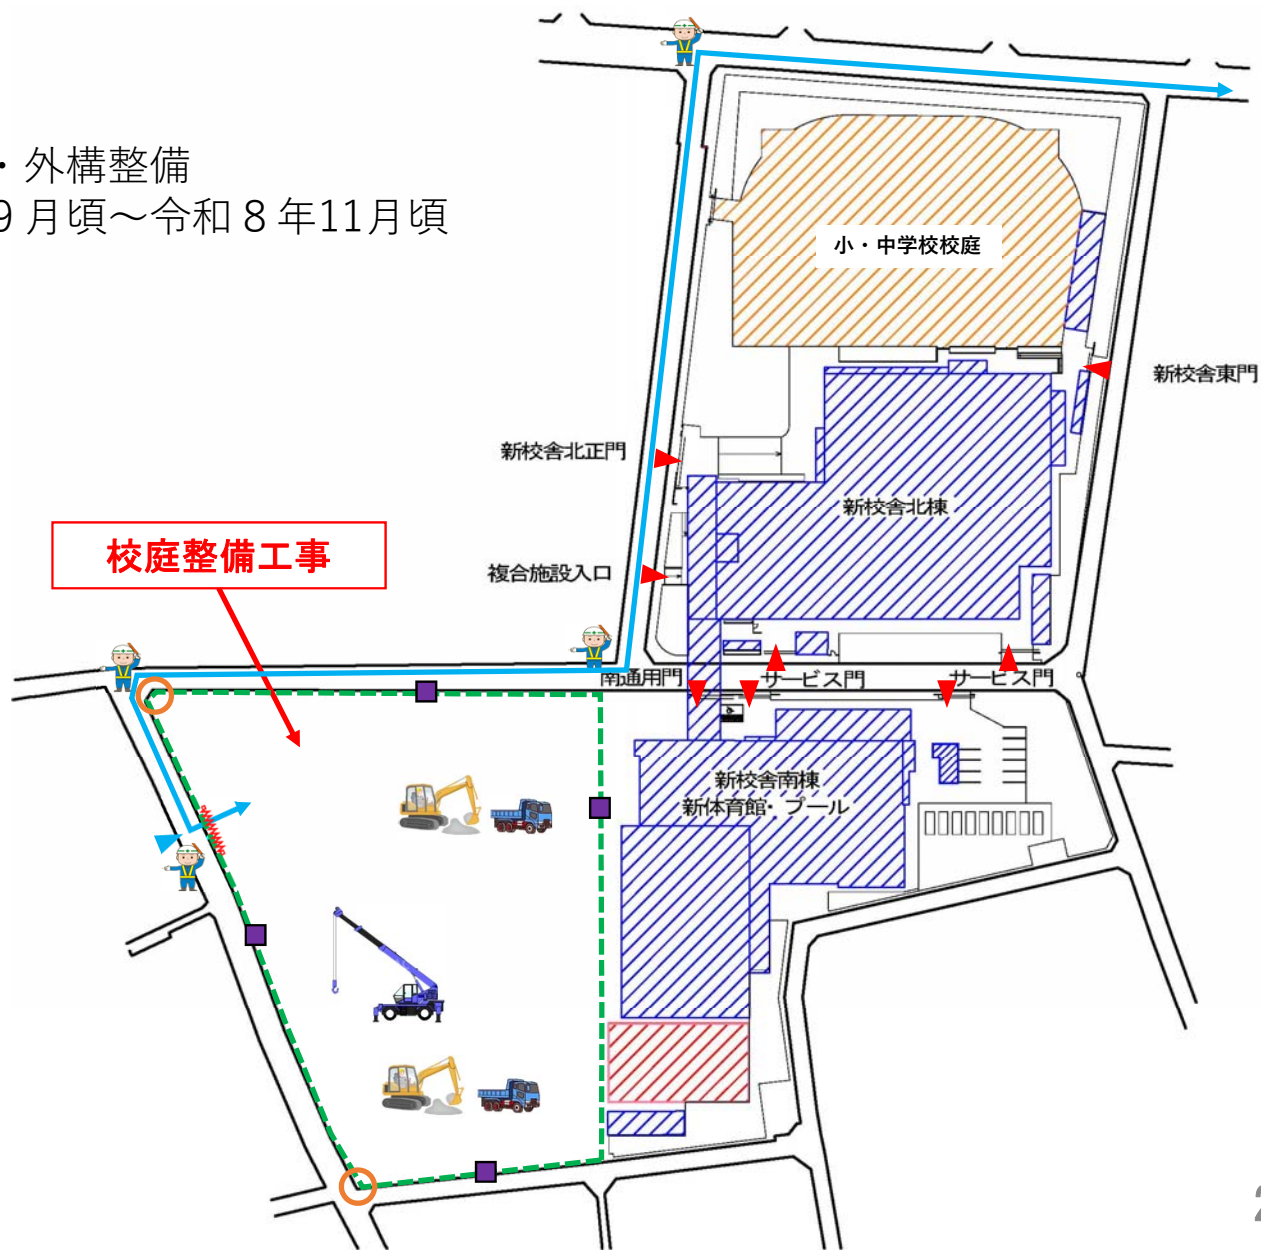 ・外構整備
9月頃～令和８年11月頃
小・中学校校庭
新校舎東門
新校舎北正門
新校舎北棟
校庭整備工事
複合施設入口
南通用門
サービス門
サービス門
新校舎南棟
新体育館・プール
2